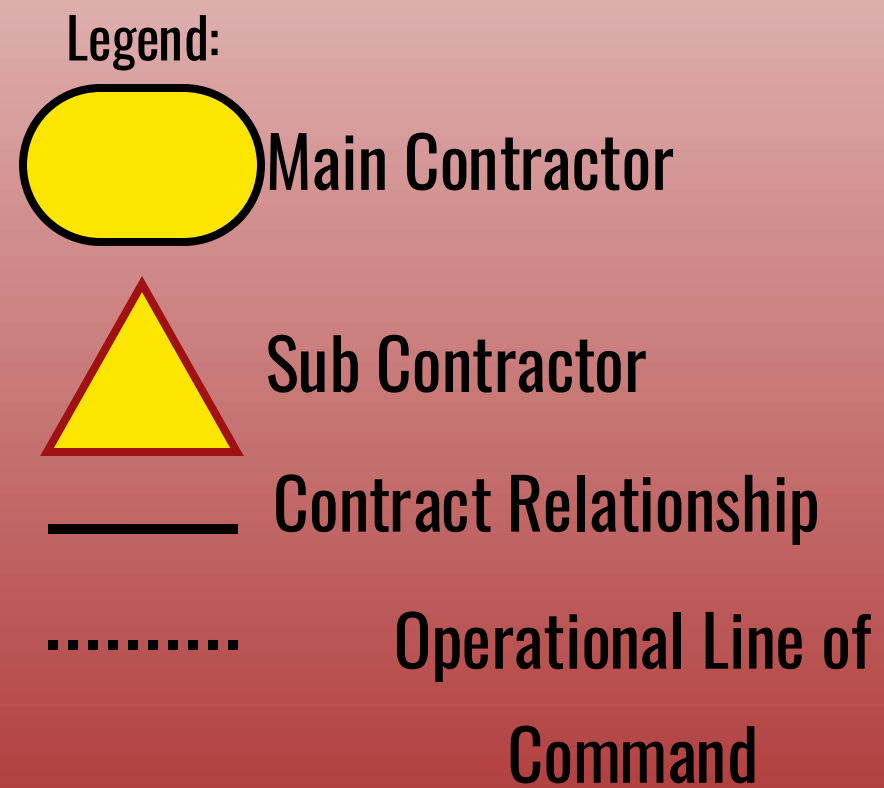 Legend:
Main Contractor
Sub Contractor
Contract Relationship
Operational Line of
Command